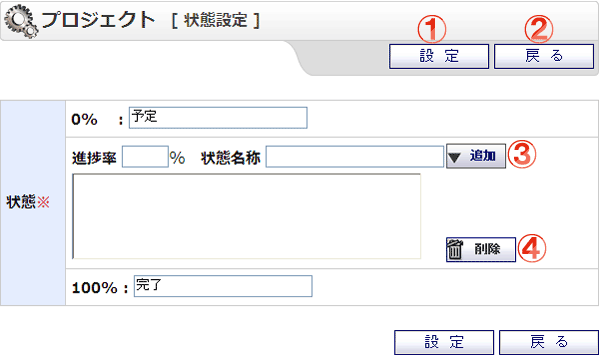 プロジェクト [ 状態設定 ]
① ②
設 定 戻 る
0% : 予定
進捗率 % 状態名称 ▼ 追加 ③
状態※
削除 ④
100% : 完了
設 定 戻 る